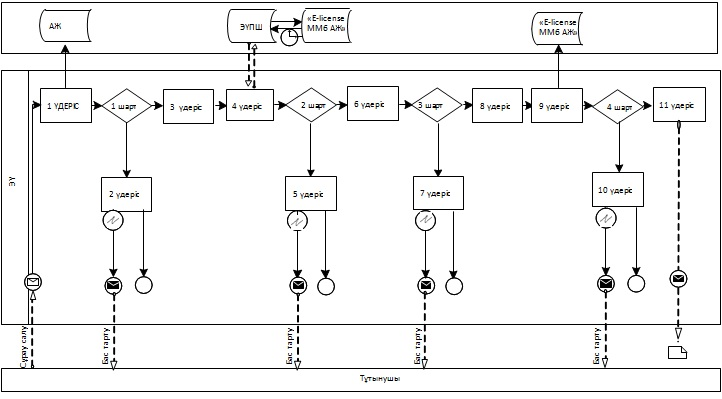 АЖ
ЭҮПШ
«E-license
ММБ АЖ»
«E-license
ММБ АЖ»
ЭҮ
1 ҮДЕРІС
1 шарт
3 үдеріс
4 үдеріс
2 шарт
6 үдеріс
3 шарт
8 үдеріс
9 үдеріс
4 шарт
11 үдеріс
2 үдеріс
5 үдеріс
7 үдеріс
10 үдеріс
Сұрау салу
Бас тарту
Бас тарту
Бас тарту
Бас тарту
Тұтынушы